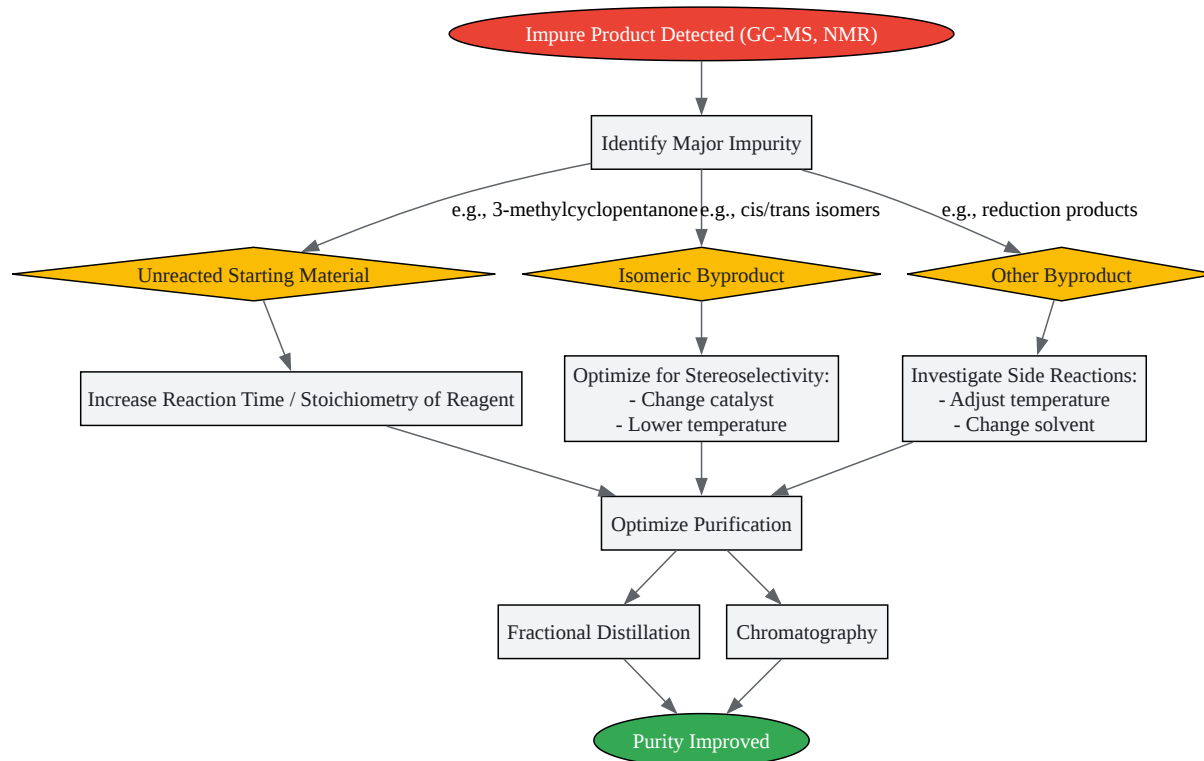 Impure Product Detected (GC-MS, NMR)
Identify Major Impurity
e.g., 3-methylcyclopentanone
e.g., cis/trans isomers
e.g., reduction products
Unreacted Starting Material
Isomeric Byproduct
Other Byproduct
Increase Reaction Time / Stoichiometry of Reagent
Optimize for Stereoselectivity:
- Change catalyst
- Lower temperature
Investigate Side Reactions:
- Adjust temperature
- Change solvent
Optimize Purification
Fractional Distillation
Chromatography
Purity Improved